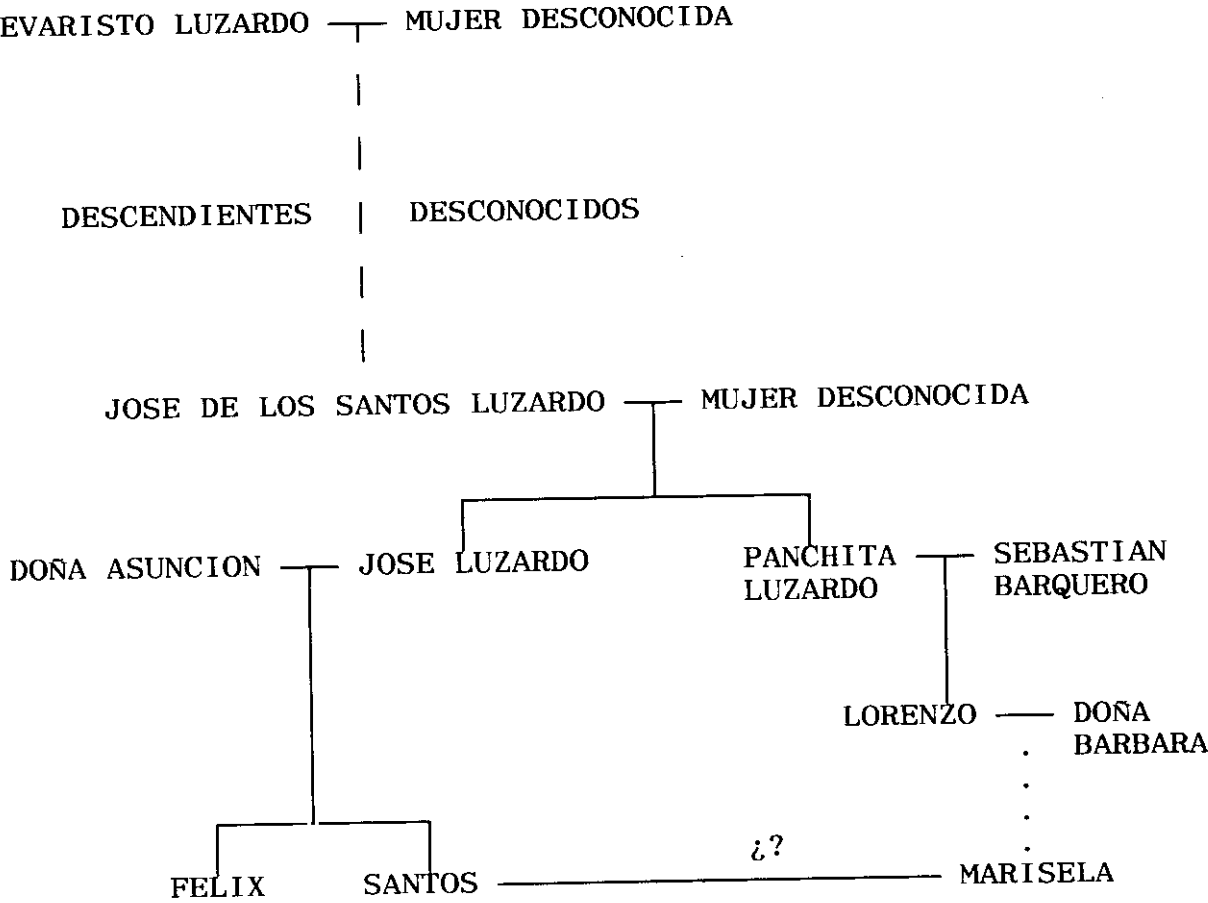 EVARISTO LUZARDO MUJER DESCONOCIDA
DESCENDIENTES DESCONOCIDOS
JOSE DE LOS SANTOS LUZARDO MUJER DESCONOCIDA
DOÑA ASUNCION JOSE LUZARDO
PANCHITA LUZARDO
SEBASTIAN BARQUERO
LORENZO
DOÑA BARBARA
¿?
FELIX SANTOS MARISELA